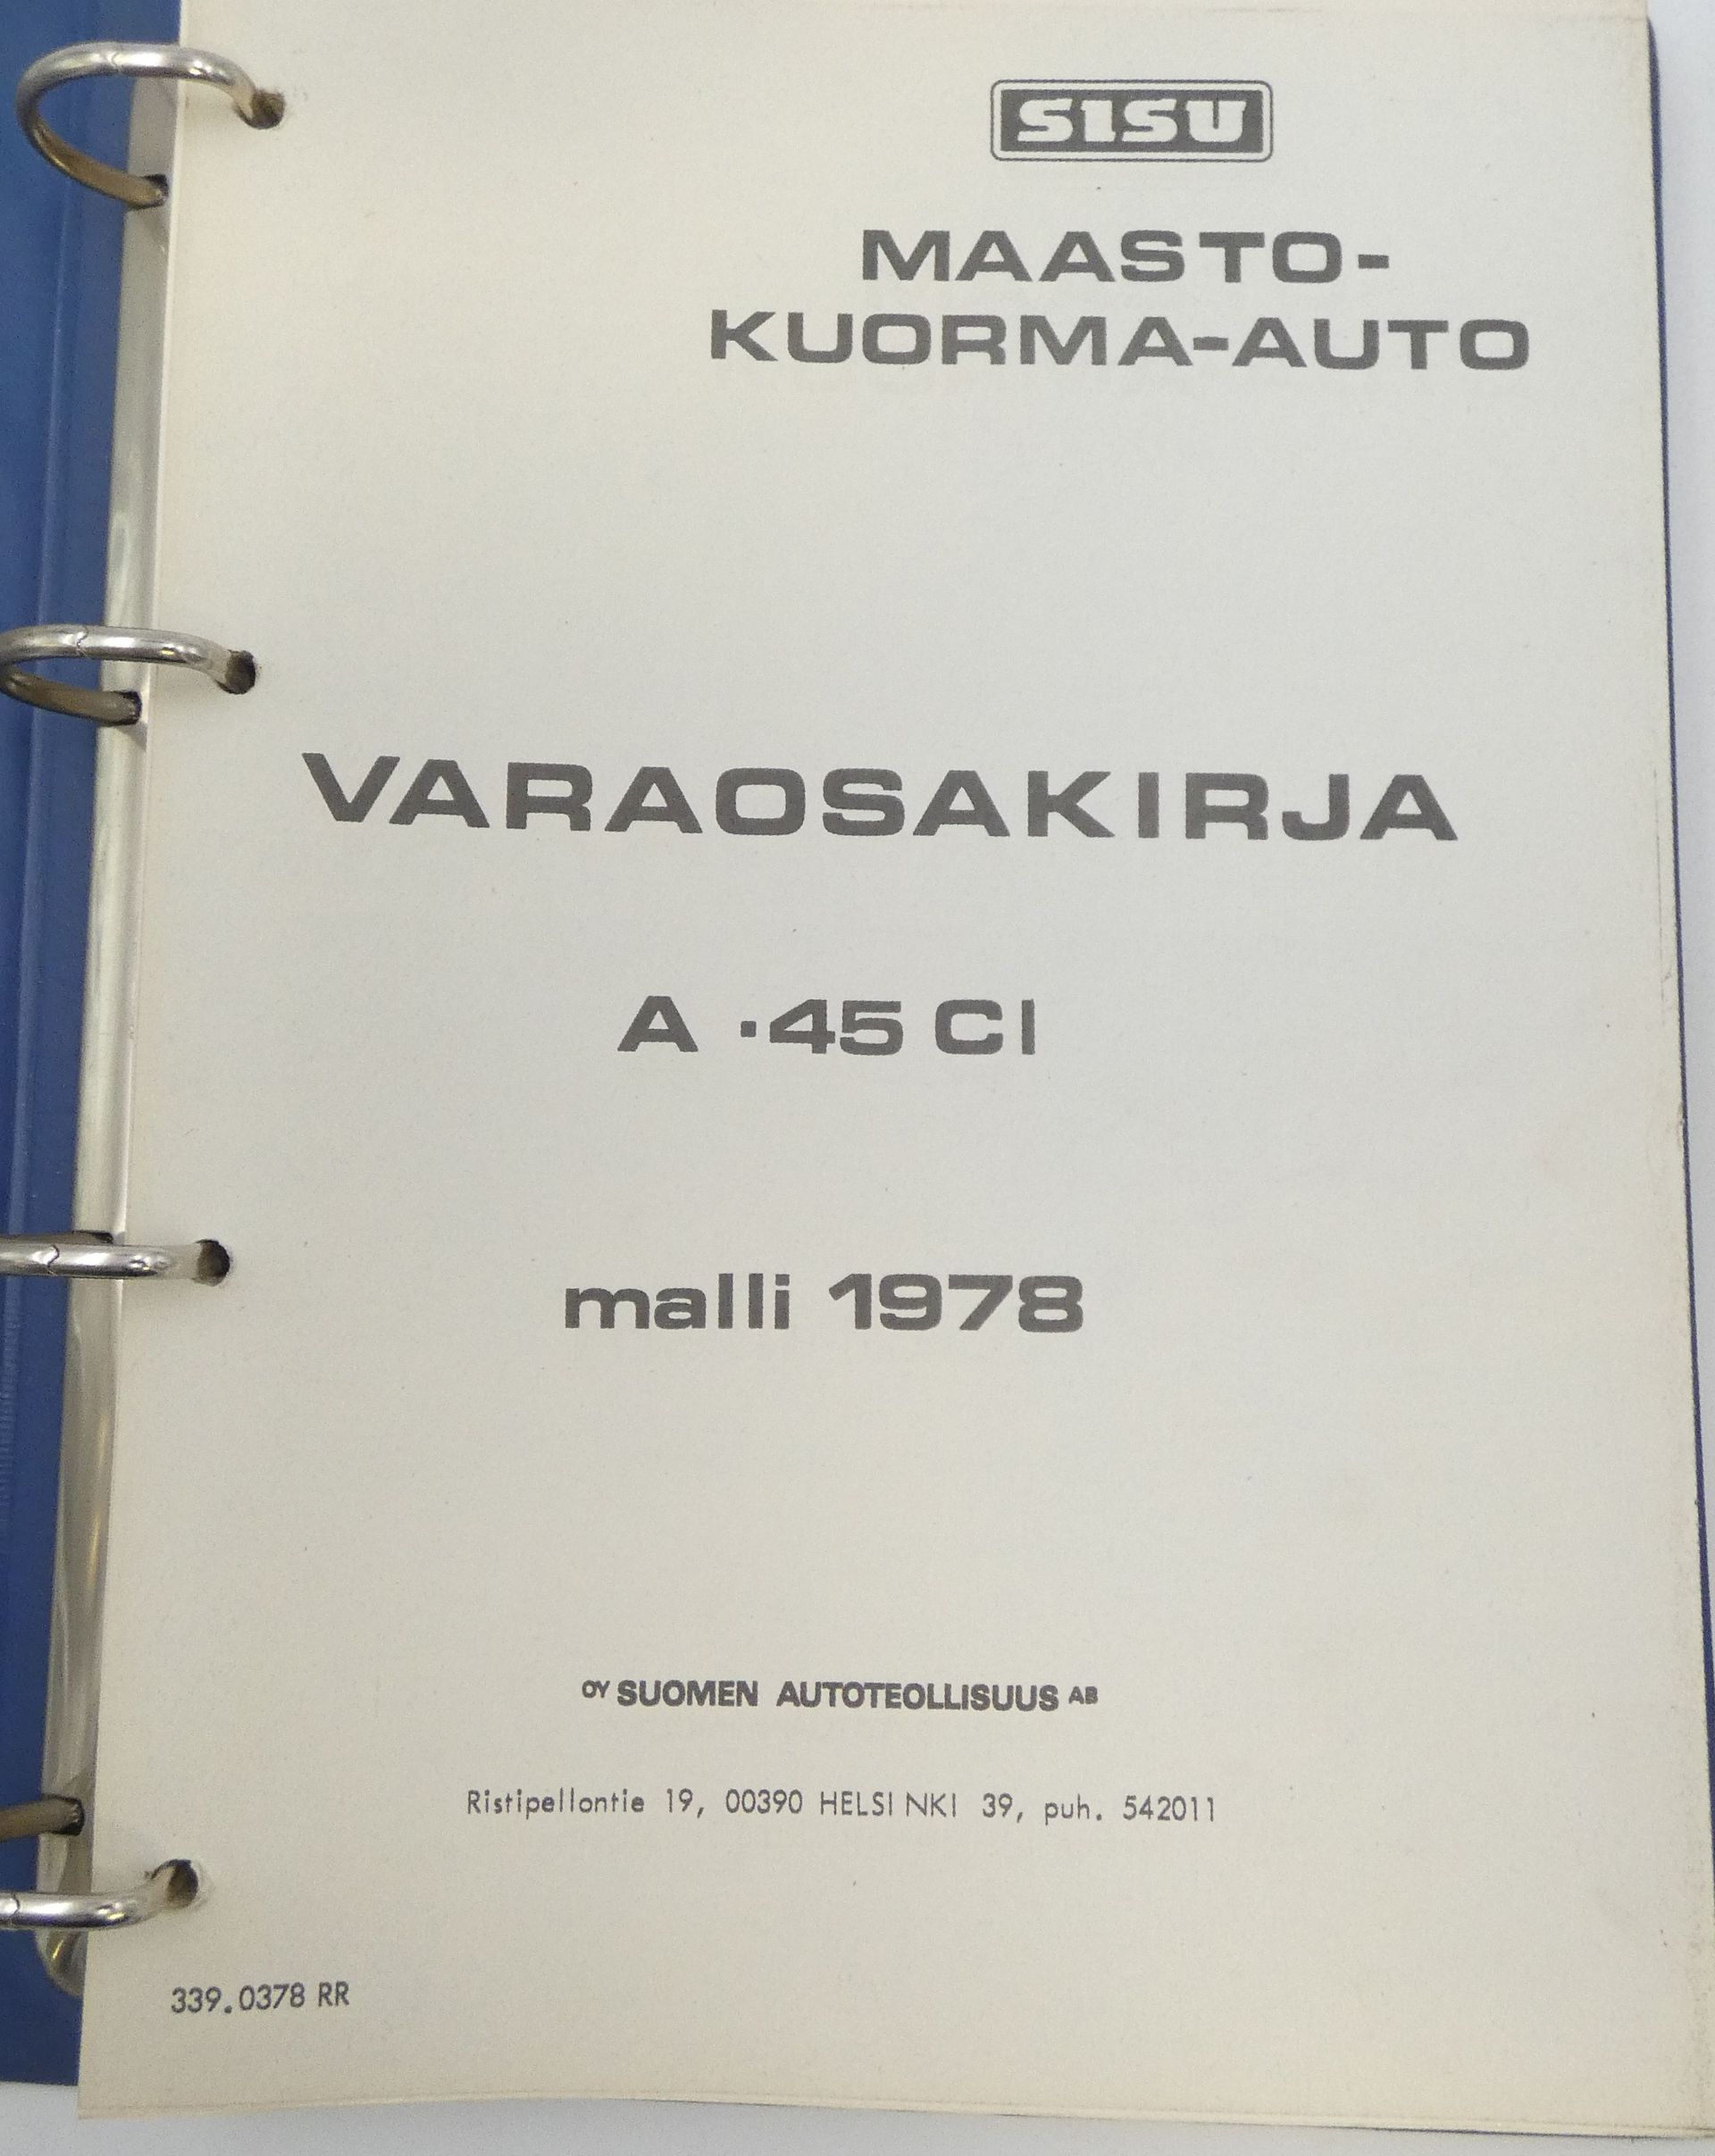 SISU
MAASTO-
KUORMA-AUTO
VARAOSAKIRJA
A ·45 CI
malli 1978
OY SUOMEN AUTOTEOLLISUUS AB
Ristipellontie 19, 00390 HELSINKI 39, puh. 542011
339.0378 RR